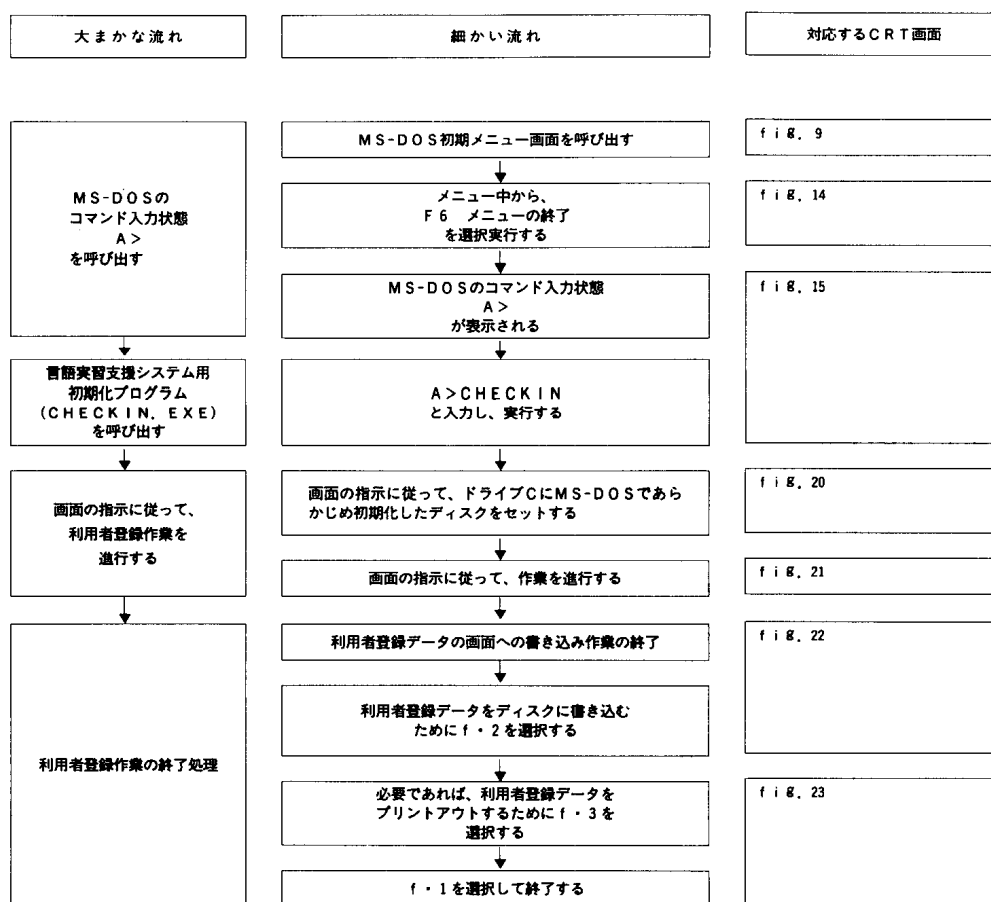 大まかな流れ
細かい流れ
対応するCRT画面
MS-DOSの
コマンド入力状態
A>
を呼び出す
MS-DOS初期メニュー画面を呼び出す
fig. 9
メニュー中から、
F6 メニューの終了
を選択実行する
fig. 14
MS-DOSのコマンド入力状態
A>
が表示される
fig. 15
言語実習支援システム用
初期化プログラム
(CHECKIN. EXE)
を呼び出す
A>CHECKIN
と入力し、実行する
画面の指示に従って、
利用者登録作業を
進行する
画面の指示に従って、ドライブCにMS-DOSであら
かじめ初期化したディスクをセットする
fig. 20
画面の指示に従って、作業を進行する
fig. 21
利用者登録作業の終了処理
利用者登録データの画面への書き込み作業の終了
fig. 22
利用者登録データをディスクに書き込む
ためにf・2を選択する
必要であれば、利用者登録データを
プリントアウトするためにf・3を
選択する
fig. 23
f・1を選択して終了する